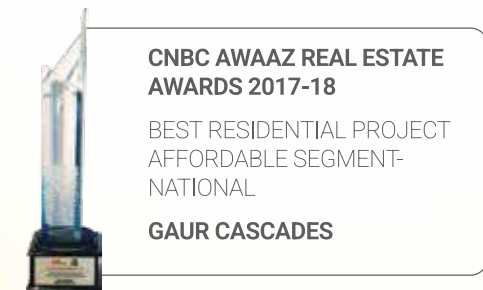 CNBC AWAAZ REAL ESTATE
AWARDS 2017-18
BEST RESIDENTIAL PROJECT
AFFORDABLE SEGMENT-
NATIONAL
GAUR CASCADES